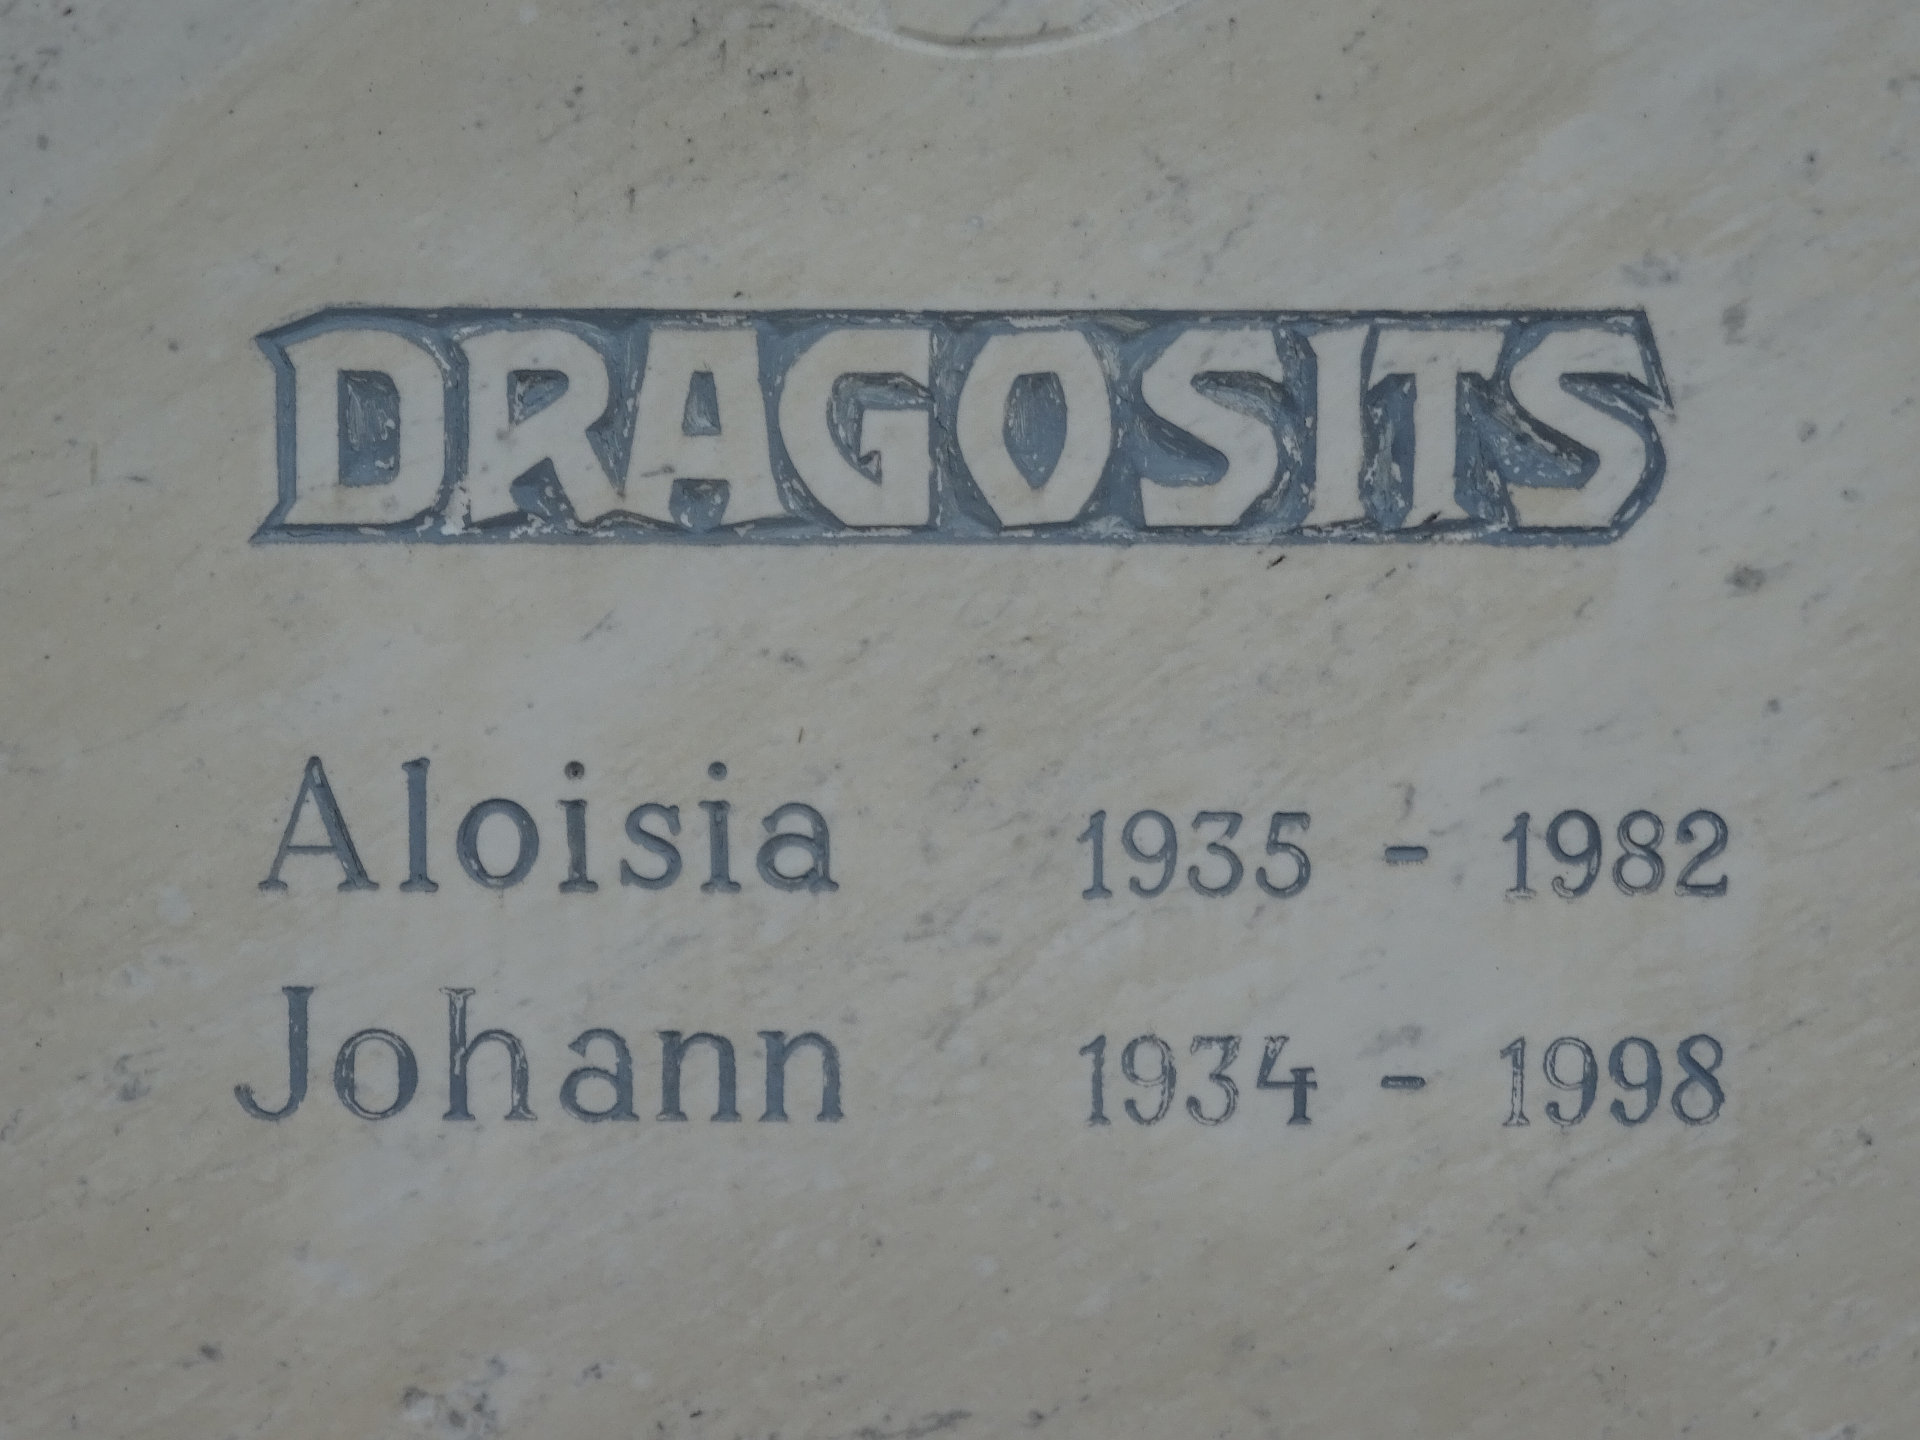 DRAGOSITS
Aloisia 1935 - 1982
Johann 1934 - 1998